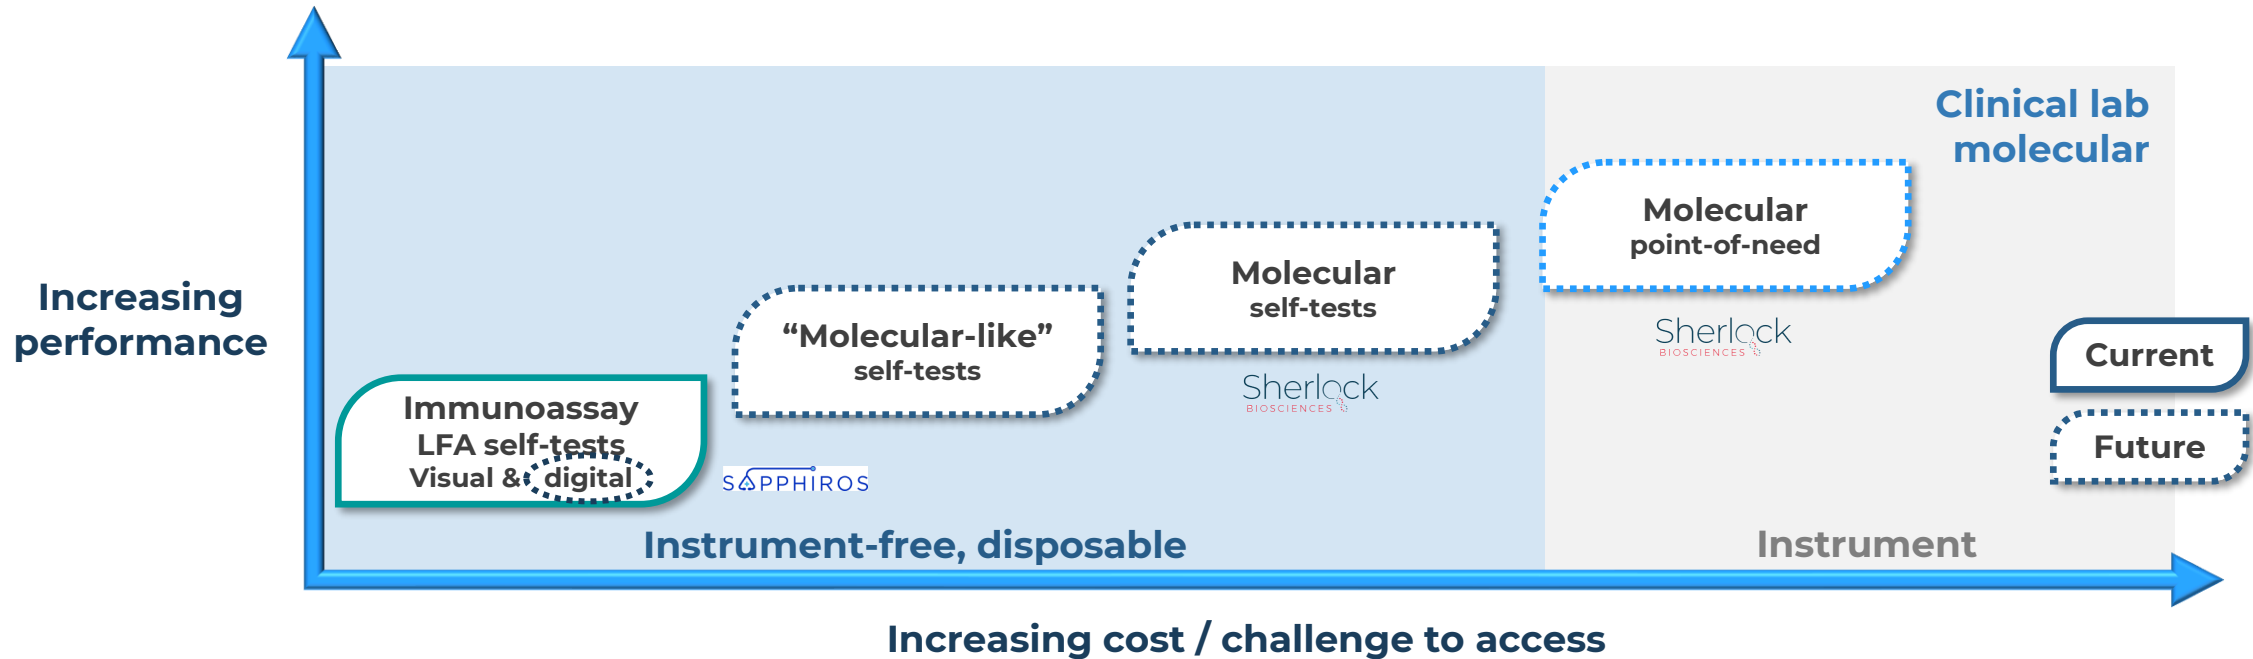 Clinical lab
molecular
Molecular
point-of-need
Sherlock
BIOSCIENCES
Molecular
self-tests
Sherlock
BIOSCIENCES
“Molecular-like”
self-tests
Increasing
performance
Immunoassay
LFA self-tests
Visual & digital
SAPPHIROS
Current
Future
Instrument-free, disposable
Instrument
Increasing cost / challenge to access